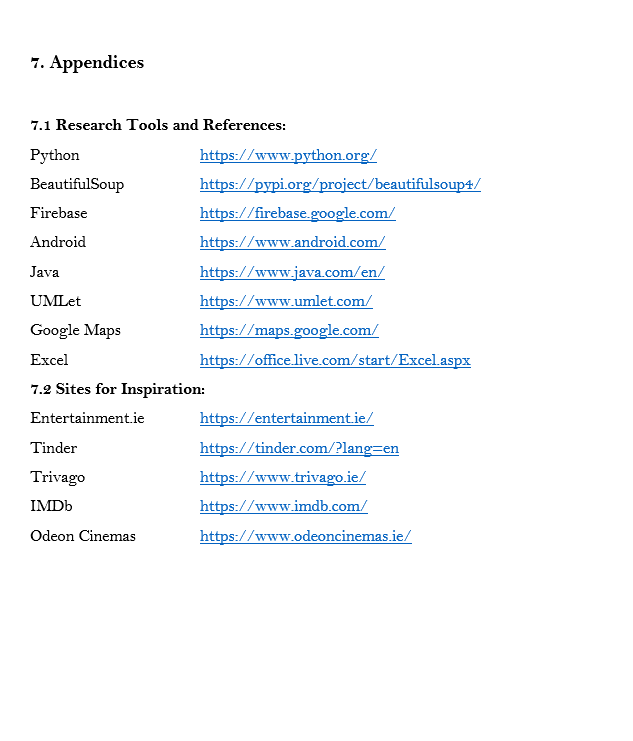 7. Appendices
7.1 Research Tools and References:
Python https://www.python.org/
BeautifulSoup https://pypi.org/project/beautifulsoup4/
Firebase https://firebase.google.com/
Android https://www.android.com/
Java https://www.java.com/en/
UMLet https://www.umlet.com/
Google Maps https://maps.google.com/
Excel https://office.live.com/start/Excel.aspx
7.2 Sites for Inspiration:
Entertainment.ie https://entertainment.ie/
Tinder https://tinder.com/?lang=en
Trivago https://www.trivago.ie/
IMDb https://www.imdb.com/
Odeon Cinemas https://www.odeoncinemas.ie/